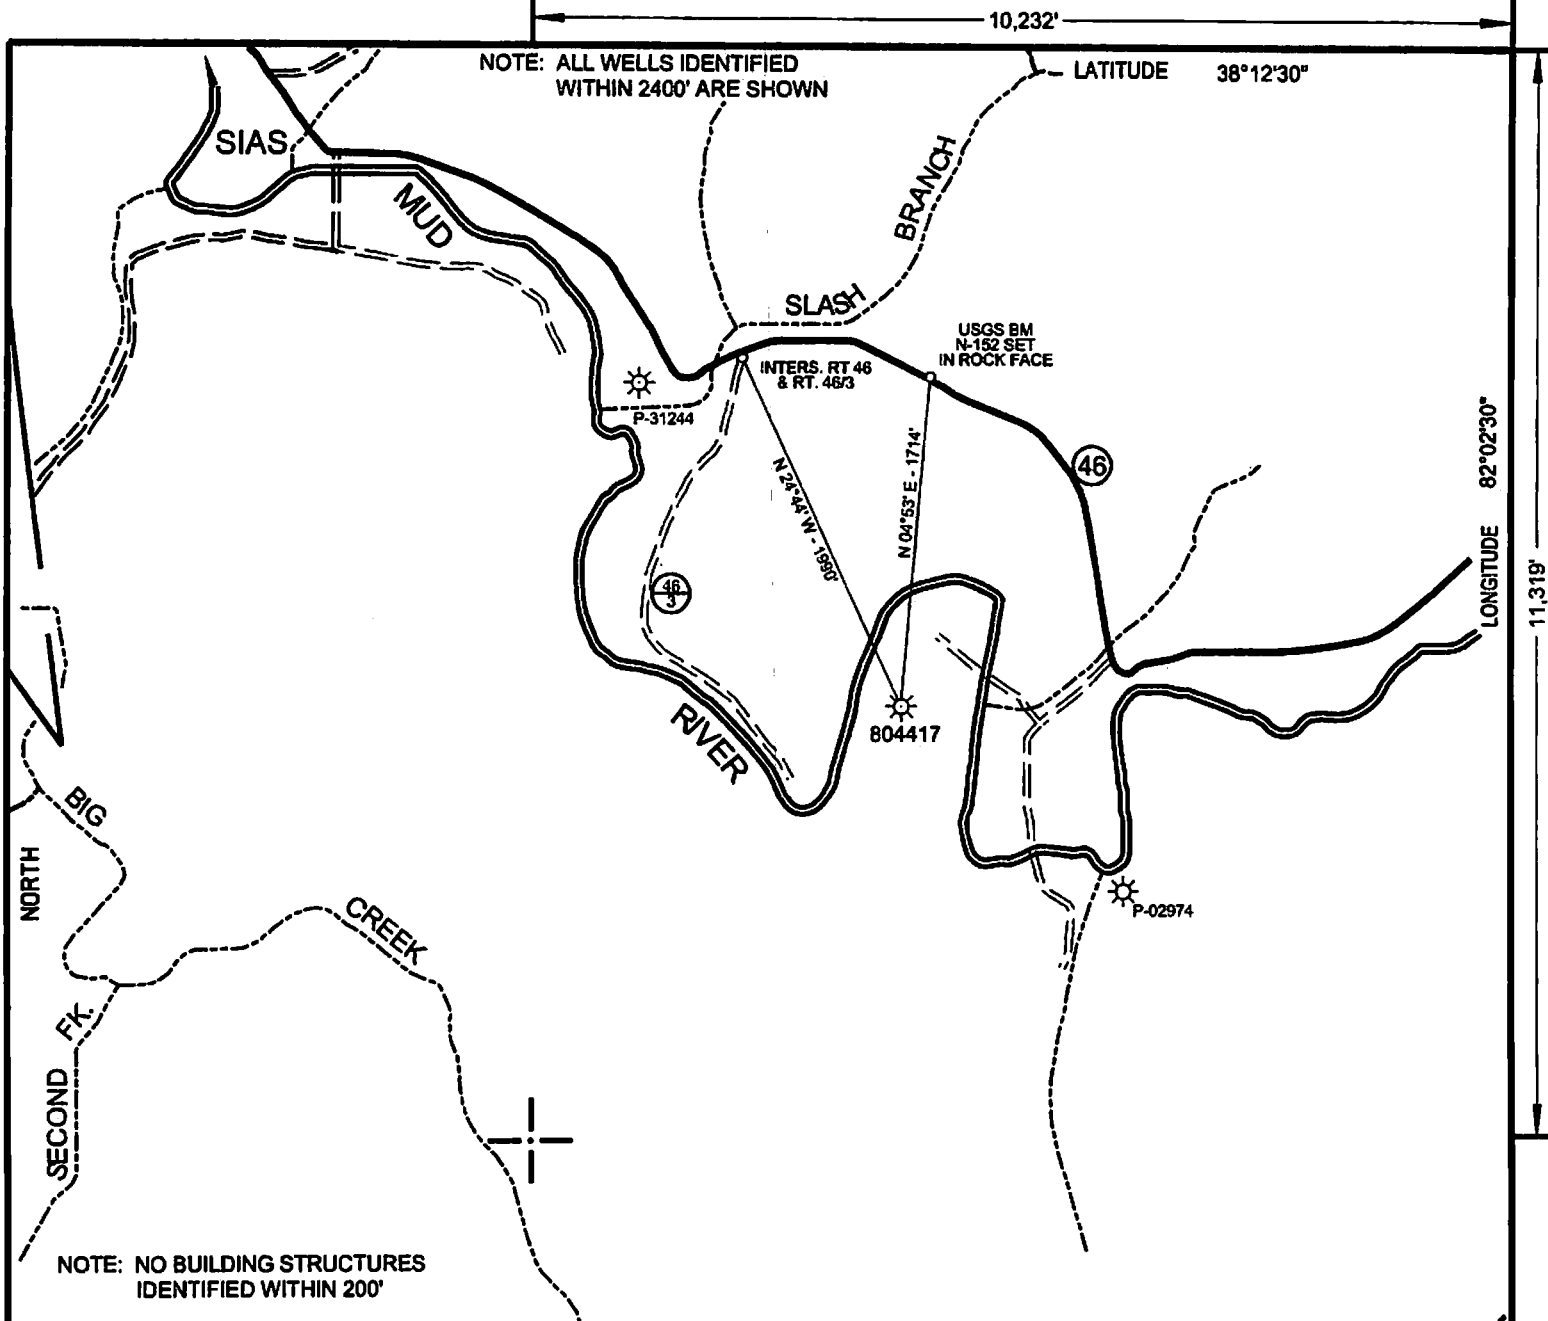 10,232'
NOTE: ALL WELLS IDENTIFIED
WITHIN 2400' ARE SHOWN
LATITUDE 38°12'30"
SIAS
MUD
BRANCH
SLASH
USGS BM
N-152 SET
IN ROCK FACE
INTERS. RT 46
& RT. 46/3
P-31244
LONGITUDE 82°02'30"
11,319'
46
N 24°44' W - 1990'
N 04°53' E - 1714'
46
3
804417
RIVER
BIG
NORTH
CREEK
P-02974
FK.
SECOND
NOTE: NO BUILDING STRUCTURES
IDENTIFIED WITHIN 200'